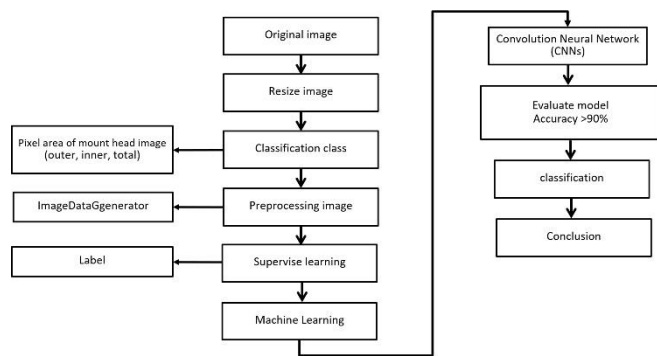 Original image
Resize image
Pixel area of mount head image
(outer, inner, total)
Classification class
ImageDataGgenerator
Preprocessing image
Label
Supervise learning
Machine Learning
Convolution Neural Network
(CNNs)
Evaluate model
Accuracy >90%
classification
Conclusion